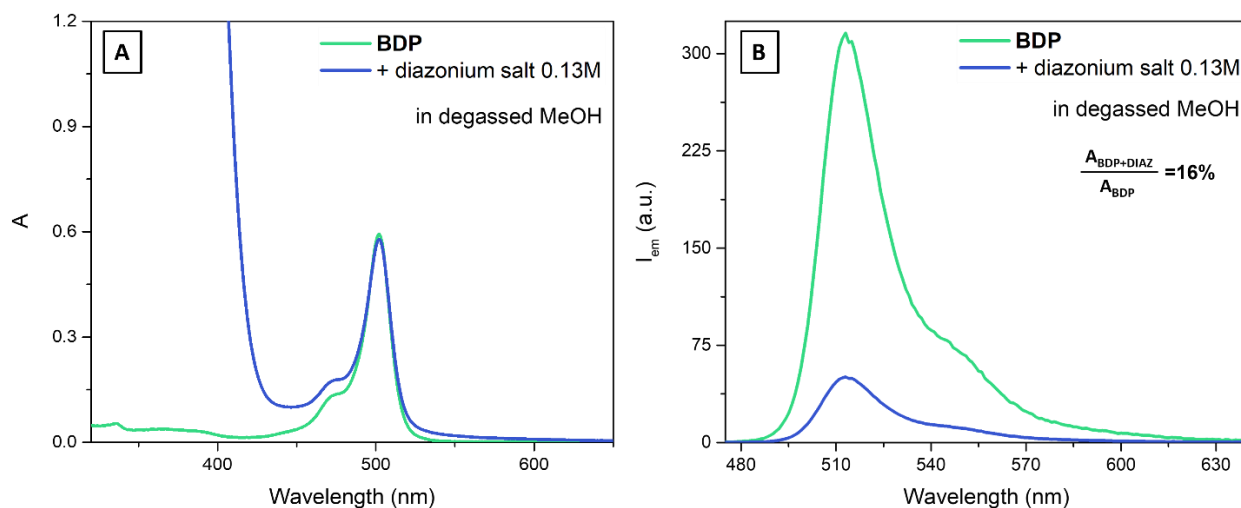 A
BDP
+ diazonium salt 0.13M
in degassed MeOH
1.2
0.9
0.6
0.3
0.0
A
400
500
600
Wavelength (nm)
B
BDP
+ diazonium salt 0.13M
in degassed MeOH
A_BDP+DIAZ
A_BDP
=16%
300
225
150
75
0
I_em (a.u.)
480
510
540
570
600
630
Wavelength (nm)